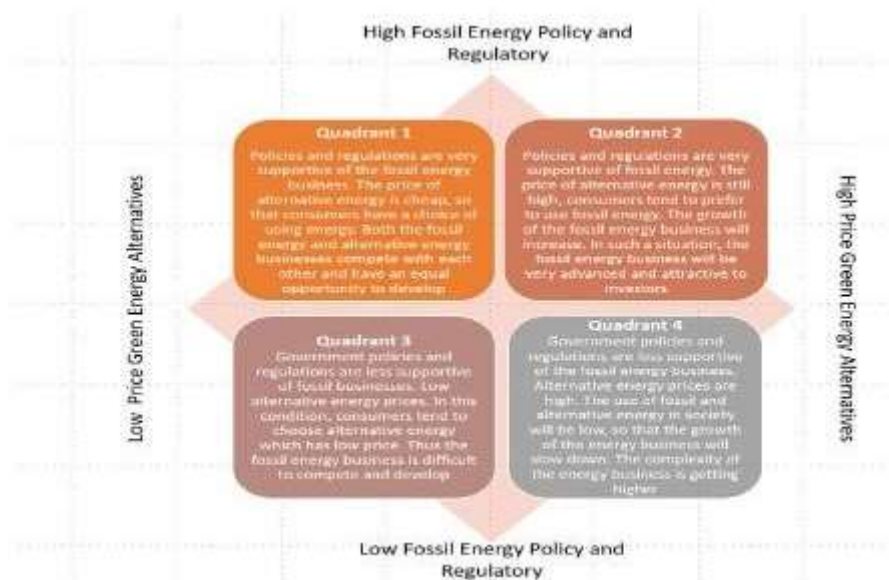 High Fossil Energy Policy and
Regulatory
Low Price Green Energy Alternatives
Quadrant 1
Policies and regulations are very
supportive of the fossil energy
business. The price of
alternative energy is cheap, so
that consumers have a choice of
using energy. Both the fossil
energy and alternative energy
businesses compete with each
other and have an equal
opportunity to develop
Quadrant 2
Policies and regulations are very
supportive of fossil energy. The
price of alternative energy is still
high, consumers tend to prefer
to use fossil energy. The growth
of the fossil energy business will
increase. In such a situation, the
fossil energy business will be
very advanced and attractive to
investors
High Price Green Energy Alternatives
Quadrant 3
Government policies and
regulations are less supportive
of fossil businesses. Low
alternative energy prices. In this
condition, consumers tend to
choose alternative energy
which has low price. Thus the
fossil energy business is difficult
to compete and develop
Quadrant 4
Government policies and
regulations are less supportive
of the fossil energy business.
Alternative energy prices are
high. The use of fossil and
alternative energy in society
will be low, so that the growth
of the energy business will
slow down. The complexity of
the energy business is getting
higher
Low Fossil Energy Policy and
Regulatory